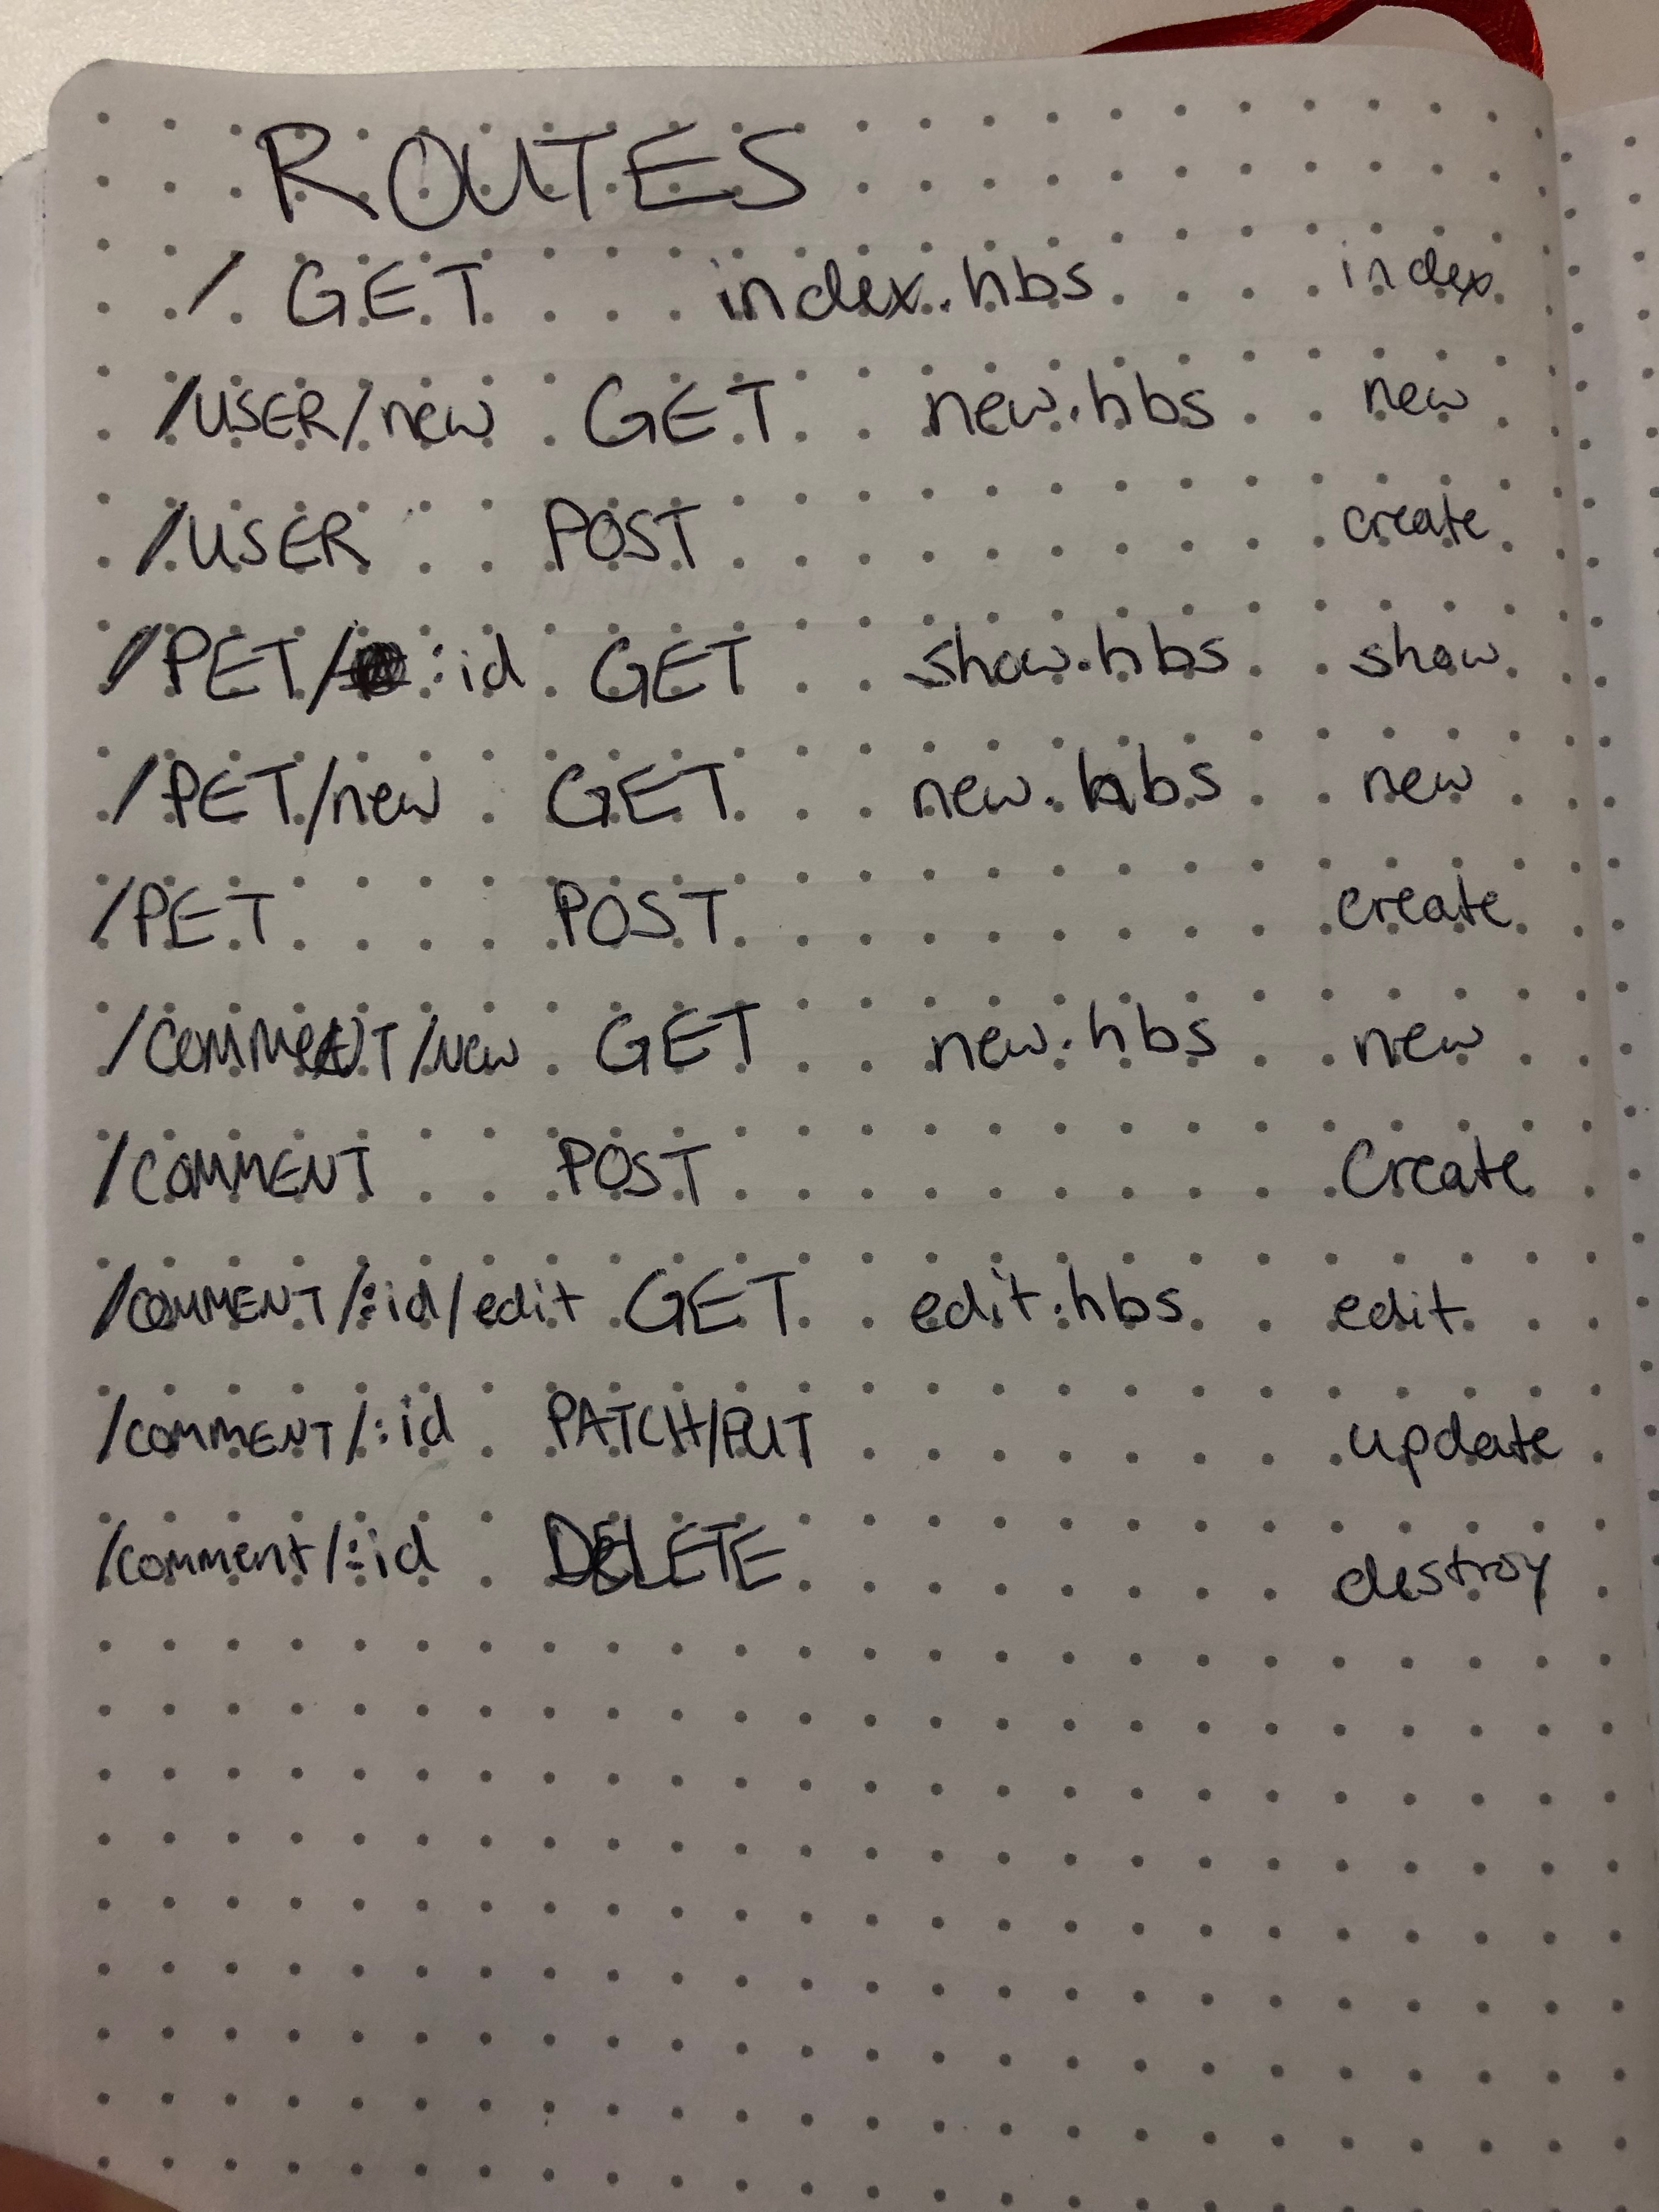 ROUTES
/ GET index.hbs index
/USER/new GET new.hbs new
/USER POST create
/PET/:id GET show.hbs show
/PET/new GET new.hbs new
/PET POST create
/COMMENT/new GET new.hbs new
/COMMENT POST Create
/COMMENT/:id/edit GET edit.hbs edit
/COMMENT/:id PATCH/PUT update
/comment/:id DELETE destroy